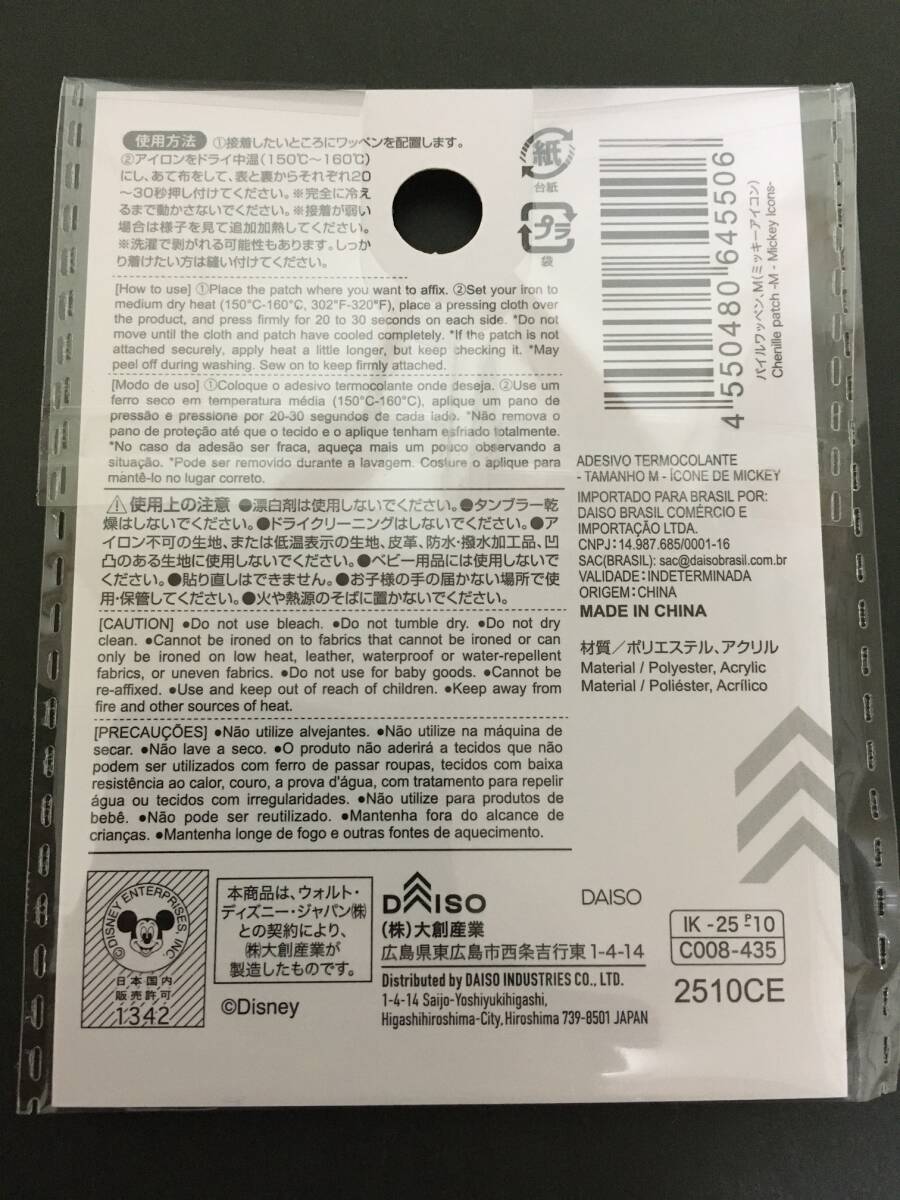 使用方法 ①接着したいところにワッペンを配置します。
②アイロンをドライ中温(150℃〜160℃)
にし、あて布をして、表と裏からそれぞれ20
〜30秒押し付けてください。※完全に冷え
るまで動かさないでください。※接着が弱い
場合は様子を見て追加加熱してください。
※洗濯で剥がれる可能性もあります。しっか
り着けたい方は縫い付けてください。
[How to use] ①Place the patch where you want to affix. ②Set your iron to
medium dry heat (150°C-160°C, 302°F-320°F), place a pressing cloth over
the product, and press firmly for 20 to 30 seconds on each side. *Do not
move until the cloth and patch have cooled completely. *If the patch is not
attached securely, apply heat a little longer, but keep checking it. *May
peel off during washing. Sew on to keep firmly attached.
[Modo de uso] ①Coloque o adesivo termocolante onde deseja. ②Use um
ferro seco em temperatura média (150°C-160°C), aplique um pano de
pressão e pressione por 20-30 segundos de cada lado. *Não remova o
pano de proteção até que o tecido e o aplique tenham esfriado totalmente.
*No caso da adesão ser fraca, aqueça mais um pouco observando a
situação. *Pode ser removido durante a lavagem. Costure o aplique para
mantê-lo no lugar correto.
⚠使用上の注意 ●漂白剤は使用しないでください。●タンブラー乾
燥はしないでください。●ドライクリーニングはしないでください。●ア
イロン不可の生地、または低温表示の生地、皮革、防水・撥水加工品、凹
凸のある生地に使用しないでください。●ベビー用品には使用しないで
ください。●貼り直しはできません。●お子様の手の届かない場所で使
用・保管してください。●火や熱源のそばに置かないでください。
[CAUTION] ●Do not use bleach. ●Do not tumble dry. ●Do not dry
clean. ●Cannot be ironed on to fabrics that cannot be ironed or can
only be ironed on low heat, leather, waterproof or water-repellent
fabrics, or uneven fabrics. ●Do not use for baby goods. ●Cannot be
re-affixed. ●Use and keep out of reach of children. ●Keep away from
fire and other sources of heat.
[PRECAUÇÕES] ●Não utilize alvejantes. ●Não utilize na máquina de
secar. ●Não lave a seco. ●O produto não aderirá a tecidos que não
podem ser utilizados com ferro de passar roupas, tecidos com baixa
resistência ao calor, couro, a prova d'água, com tratamento para repelir
água ou tecidos com irregularidades. ●Não utilize para produtos de
bebê. ●Não pode ser reutilizado. ●Mantenha fora do alcance de
crianças. ●Mantenha longe de fogo e outras fontes de aquecimento.
紙
台紙
プラ
袋
4 550480 645506
パイルワッペン、M(ミッキーアイコン)
Chenille patch -M - Mickey Icons-
ADESIVO TERMOCOLANTE
- TAMANHO M - ÍCONE DE MICKEY
IMPORTADO PARA BRASIL POR:
DAISO BRASIL COMÉRCIO E
IMPORTAÇÃO LTDA.
CNPJ: 14.987.685/0001-16
SAC(BRASIL): sac@daisobrasil.com.br
VALIDADE: INDETERMINADA
ORIGEM: CHINA
MADE IN CHINA
材質/ポリエステル、アクリル
Material / Polyester, Acrylic
Material / Poliéster, Acrílico
©DISNEY ENTERPRISES, INC.
日本国内
販売許可
1342
本商品は、ウォルト・
ディズニー・ジャパン㈱
との契約により、
㈱大創産業が
製造したものです。
©Disney
DAISO
(株)大創産業
広島県東広島市西条吉行東1-4-14
Distributed by DAISO INDUSTRIES CO., LTD.
1-4-14 Saijo-Yoshiyukihigashi,
Higashihiroshima-City, Hiroshima 739-8501 JAPAN
DAISO
IK -25 P-10
C008-435
2510CE